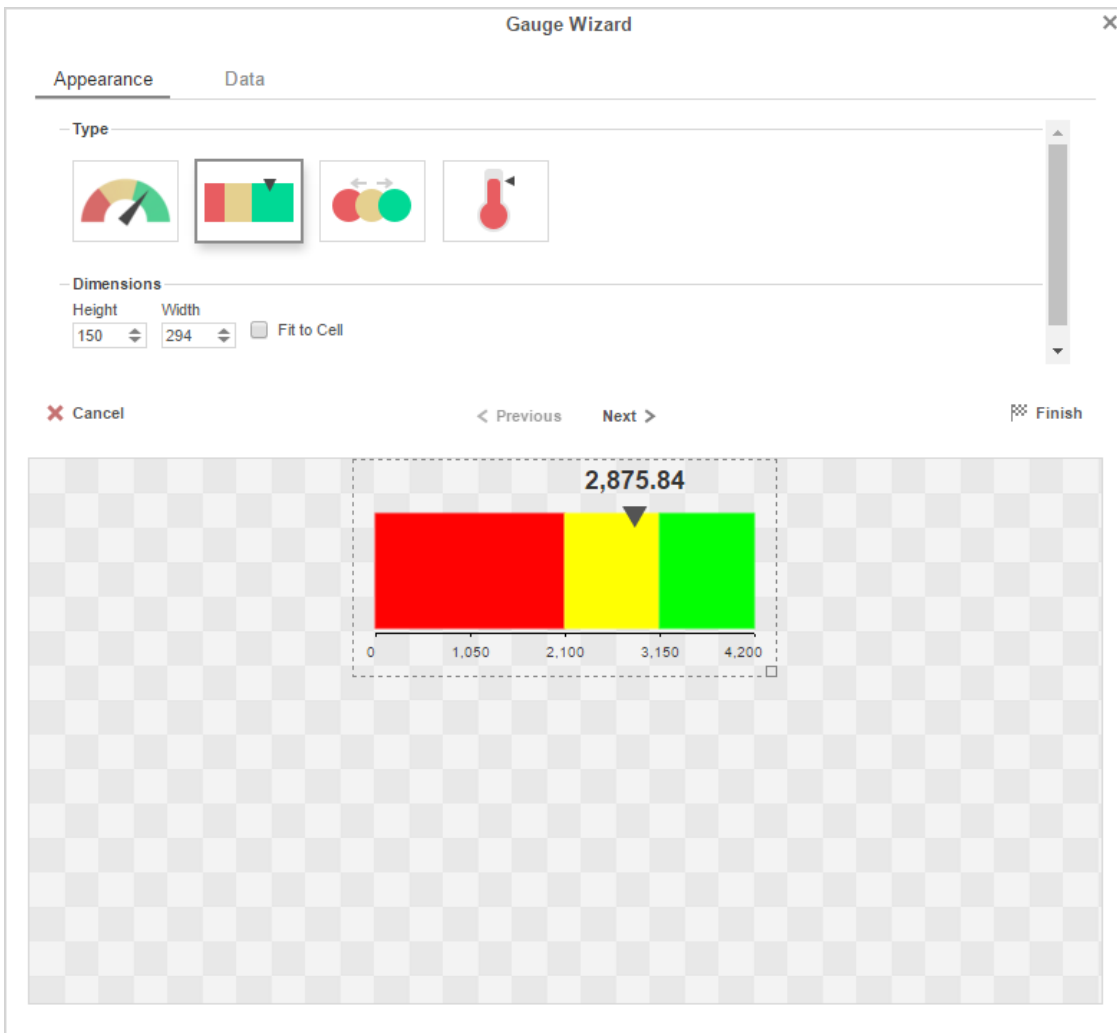 Gauge Wizard
Appearance Data
Type
Dimensions
Height Width
150 294 Fit to Cell
Cancel < Previous Next > Finish
2,875.84
0 1,050 2,100 3,150 4,200